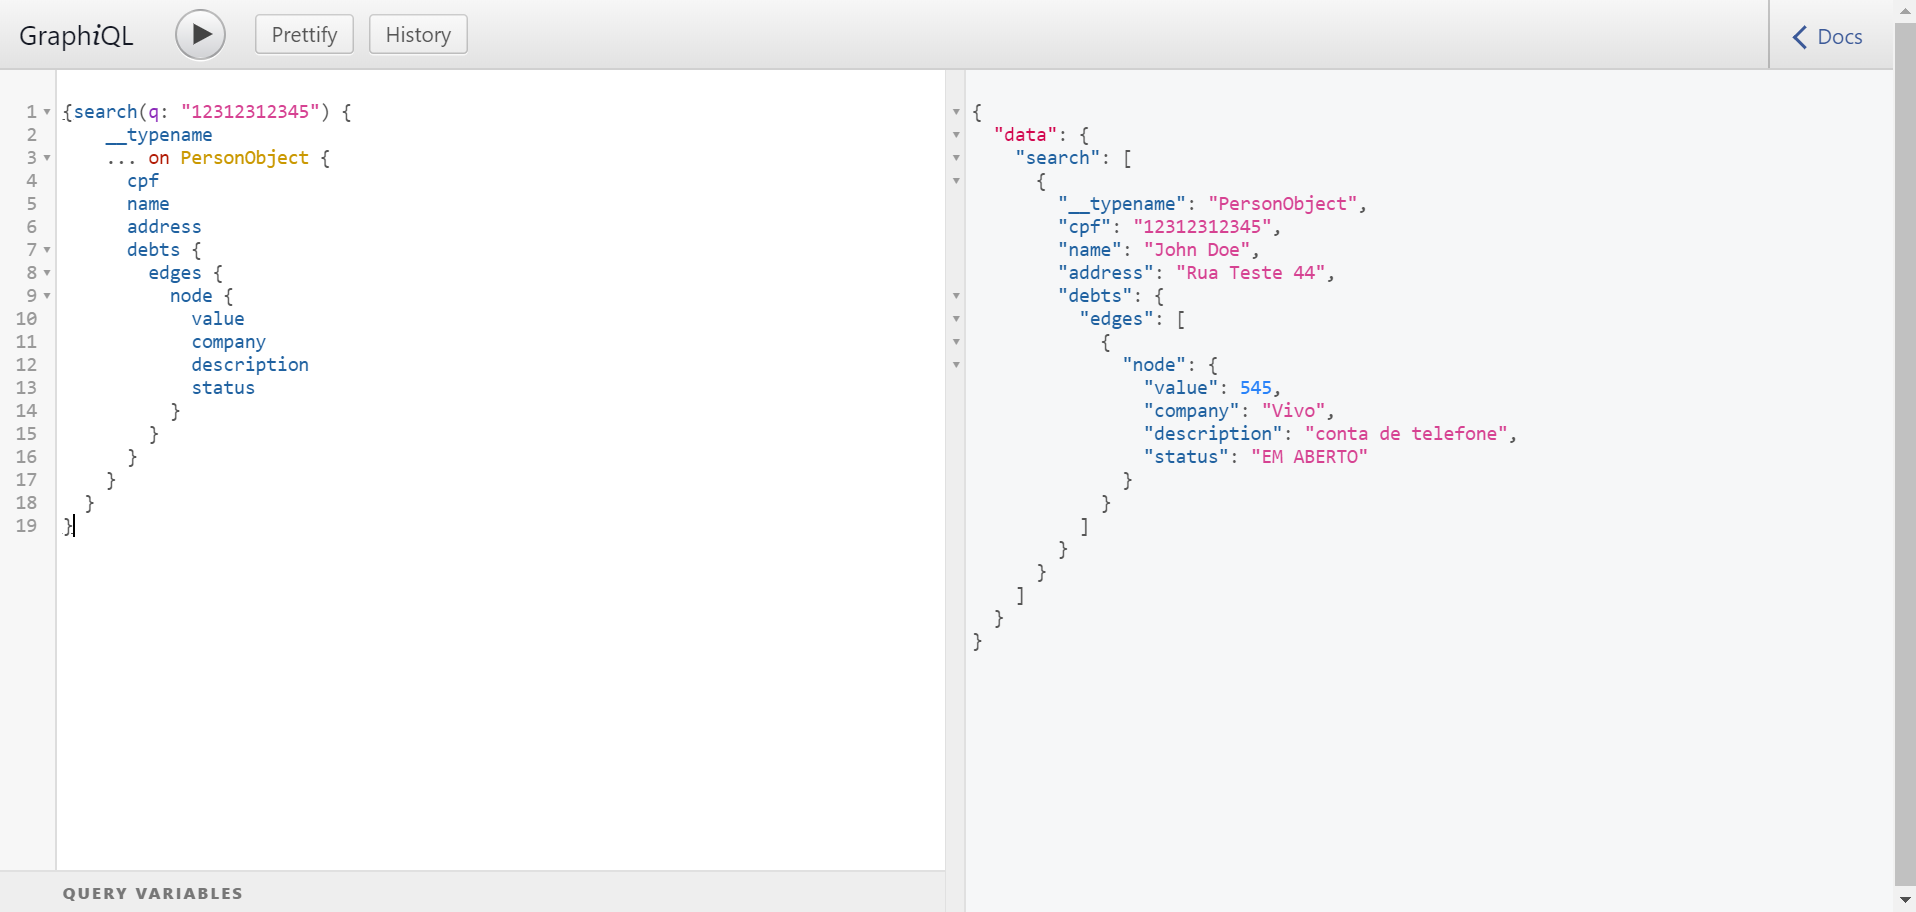 GraphiQL
Prettify
History
Docs
1 {search(q: "12312312345") {
2     __typename
3     ... on PersonObject {
4       cpf
5       name
6       address
7       debts {
8         edges {
9           node {
10             value
11             company
12             description
13             status
14           }
15         }
16       }
17     }
18   }
19 }
QUERY VARIABLES
{
  "data": {
    "search": [
      {
        "__typename": "PersonObject",
        "cpf": "12312312345",
        "name": "John Doe",
        "address": "Rua Teste 44",
        "debts": {
          "edges": [
            {
              "node": {
                "value": 545,
                "company": "Vivo",
                "description": "conta de telefone",
                "status": "EM ABERTO"
              }
            }
          ]
        }
      }
    ]
  }
}